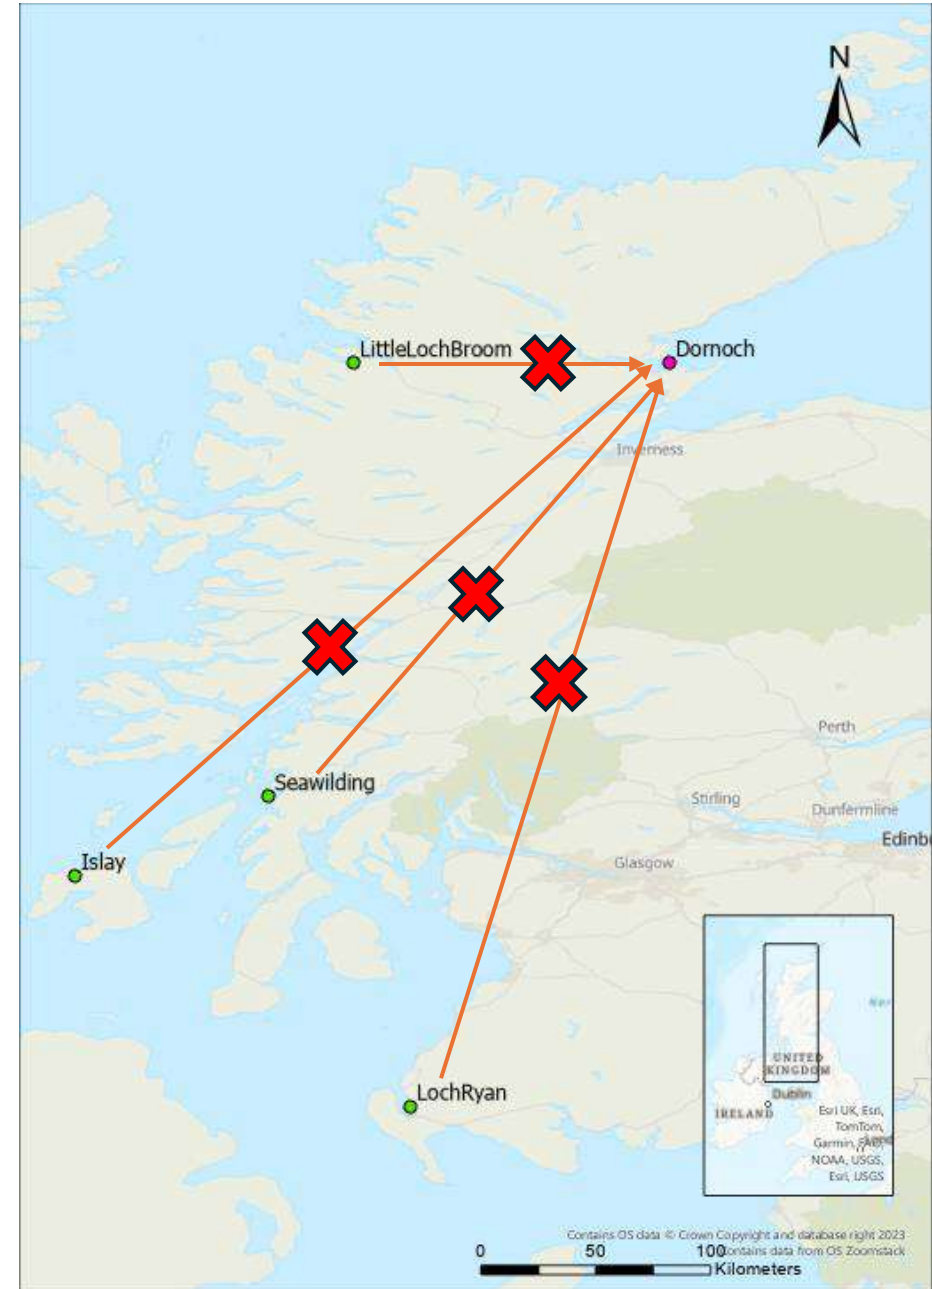 N
LittleLochBroom
Dornoch
Inverness
Perth
Seawilding
Stirling
Dunfermline
Edinb
Islay
Glasgow
UNITED
KINGDOM
Dublin
IRELAND
LochRyan
Esri UK, Esri,
TomTom,
Garmin, FAO,
NOAA, USGS,
Esri, USGS
Contains OS data © Crown Copyright and database right 2023
Contains data from OS Zoomstack
0 50 100
Kilometers